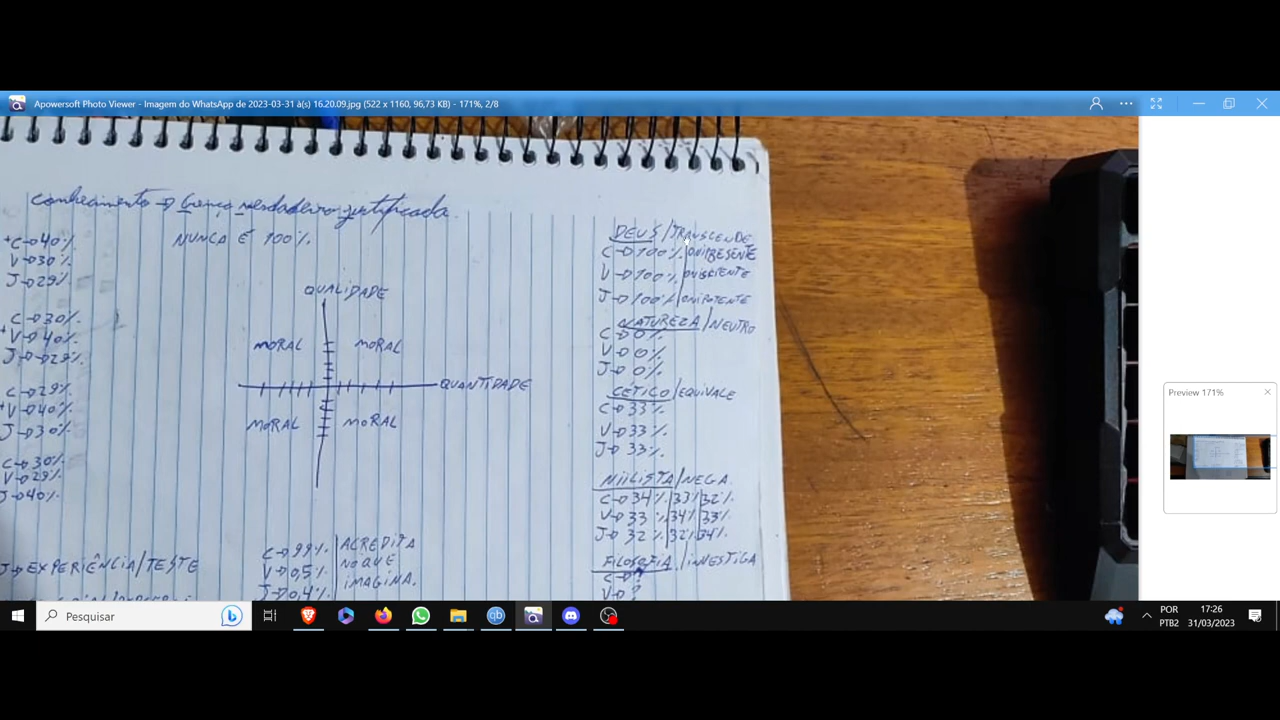 Apowersoft Photo Viewer - Imagem do WhatsApp de 2023-03-31 à(s) 16.20.09.jpg (522 x 1160, 96,73 KB) - 171%, 2/8
Conhecimento → Crença verdadeira justificada
NUNCA É 100%
+C→40%
V→30%
J→29%
C→30%
+V→40%
J→29%
C→29%
+V→40%
J→30%
C→30%
V→29%
J→40%
J→EXPERIÊNCIA/TESTE
QUALIDADE
MORAL MORAL
QUANTIDADE
MORAL MORAL
C→99% ACREDITA
V→0,5% NO QUE
J→0,4% IMAGINA.
DEUS/TRANSCENDE
C→100%/ONIPRESENTE
V→100%/ONISCIENTE
J→100%/ONIPOTENTE
NATUREZA/NEUTRO
C→0%
V→0%
J→0%
CÉTICO/EQUIVALE
C→33%
V→33%
J→33%
NIILISTA/NEGA
C→34%/33%/32%
V→33%/34%/33%
J→32%/32%/34%
FILOSOFIA/INVESTIGA
C→?
V→?
Preview 171%
Pesquisar
POR
PTB2
17:26
31/03/2023